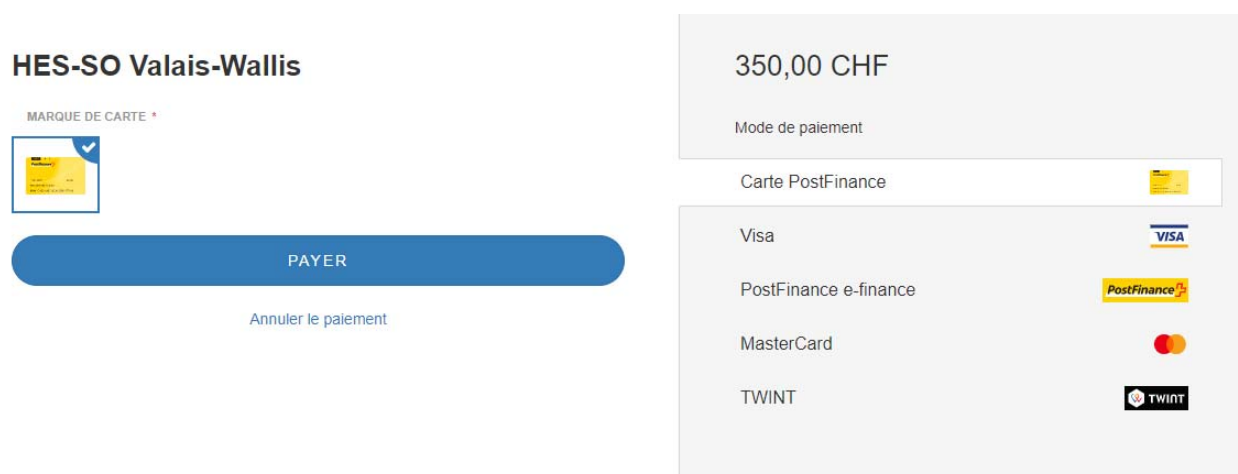 HES-SO Valais-Wallis
MARQUE DE CARTE *
PAYER
Annuler le paiement
350,00 CHF
Mode de paiement
Carte PostFinance
Visa
VISA
PostFinance e-finance
PostFinance
MasterCard
TWINT
TWINT